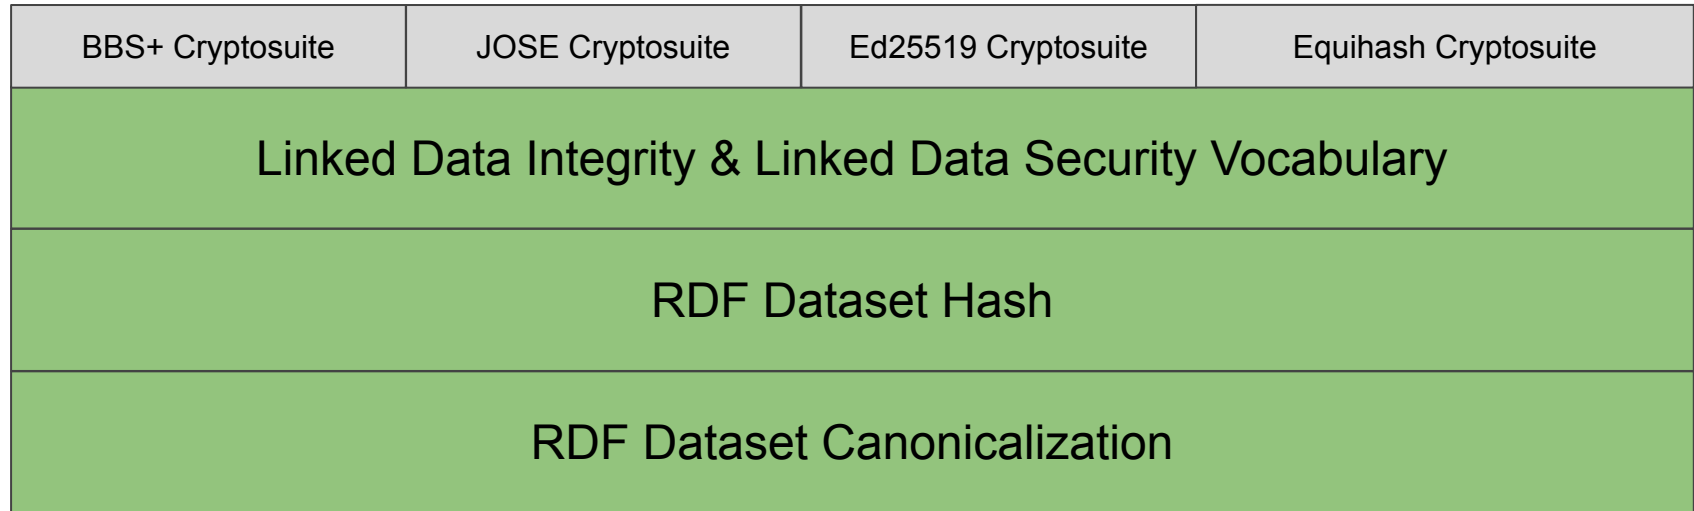 BBS+ Cryptosuite
JOSE Cryptosuite
Ed25519 Cryptosuite
Equihash Cryptosuite
Linked Data Integrity & Linked Data Security Vocabulary
RDF Dataset Hash
RDF Dataset Canonicalization